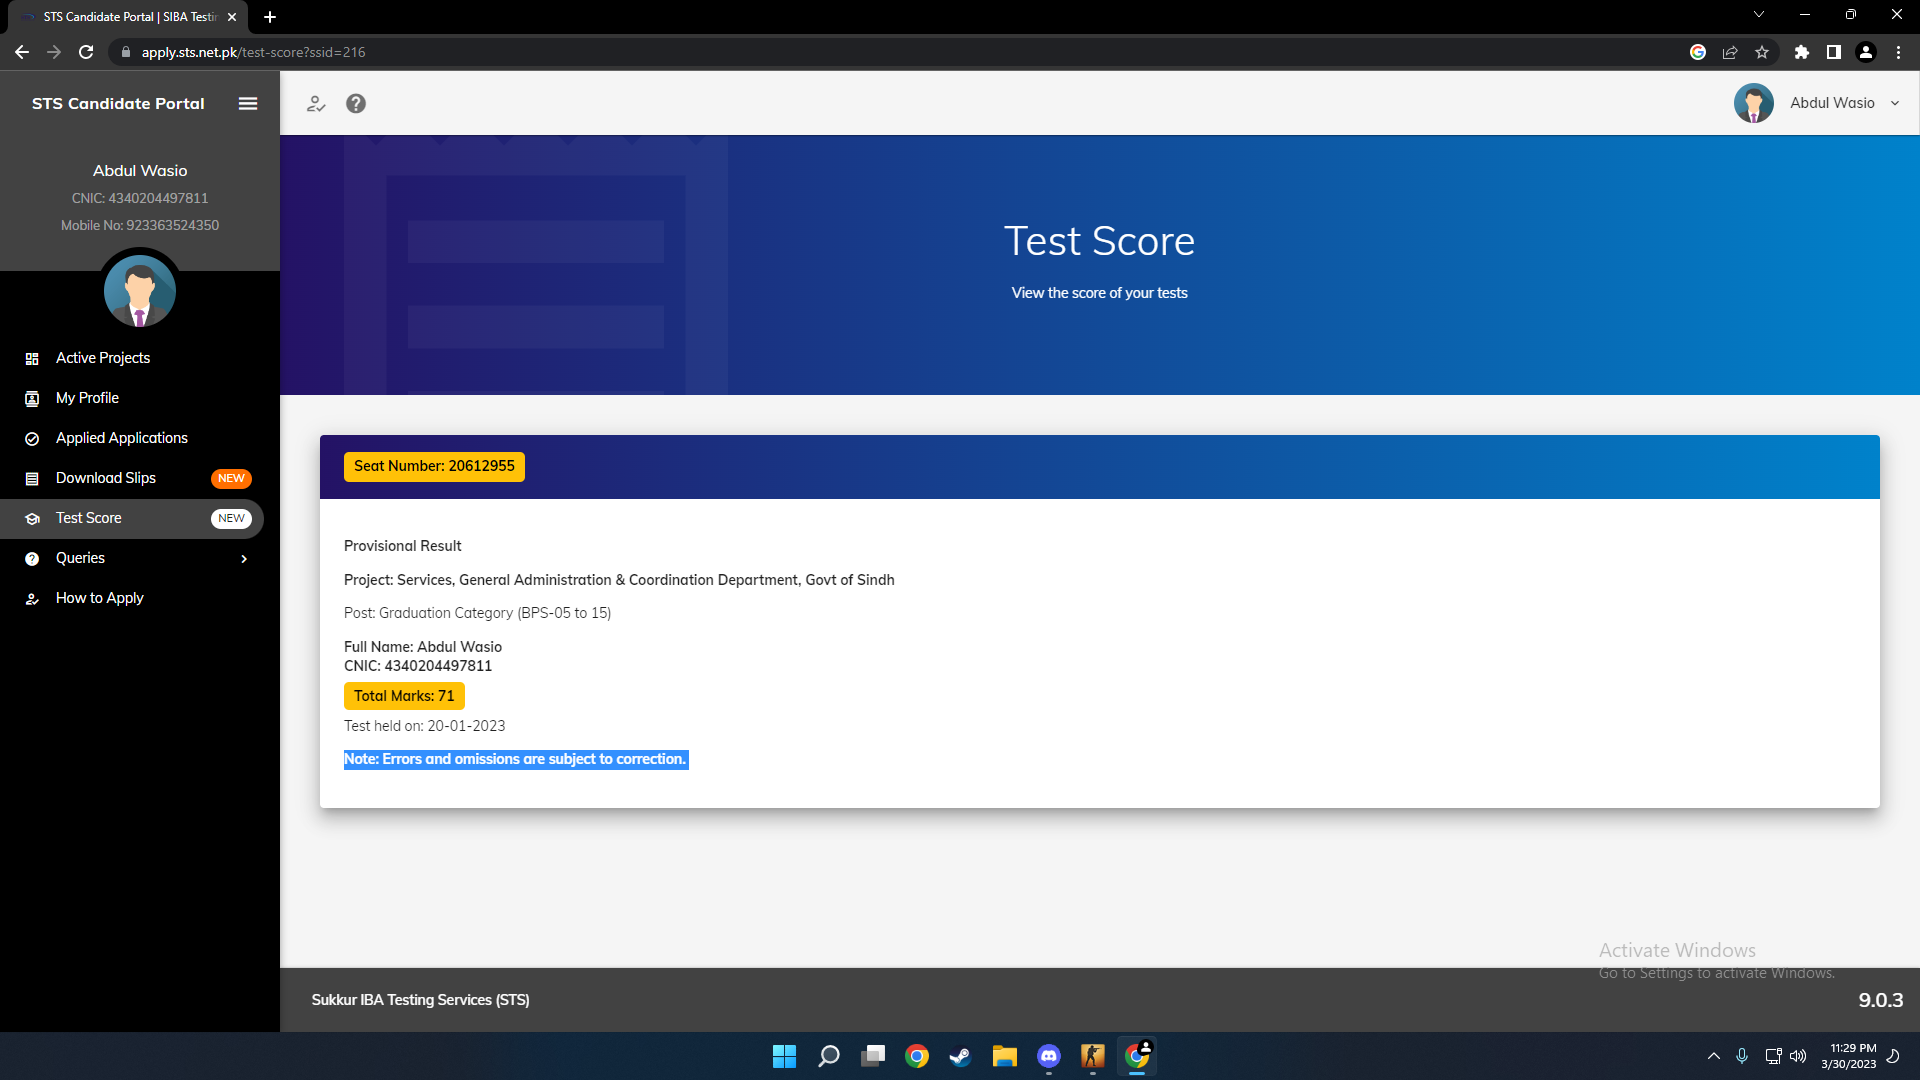 STS Candidate Portal | SIBA Testin
apply.sts.net.pk/test-score?ssid=216
STS Candidate Portal
Abdul Wasio
Abdul Wasio
CNIC: 4340204497811
Mobile No: 923363524350
Test Score
View the score of your tests
Active Projects
My Profile
Applied Applications
Download Slips NEW
Test Score NEW
Queries
How to Apply
Seat Number: 20612955
Provisional Result
Project: Services, General Administration & Coordination Department, Govt of Sindh
Post: Graduation Category (BPS-05 to 15)
Full Name: Abdul Wasio
CNIC: 4340204497811
Total Marks: 71
Test held on: 20-01-2023
Note: Errors and omissions are subject to correction.
Activate Windows
Go to Settings to activate Windows.
Sukkur IBA Testing Services (STS)
9.0.3
11:29 PM
3/30/2023